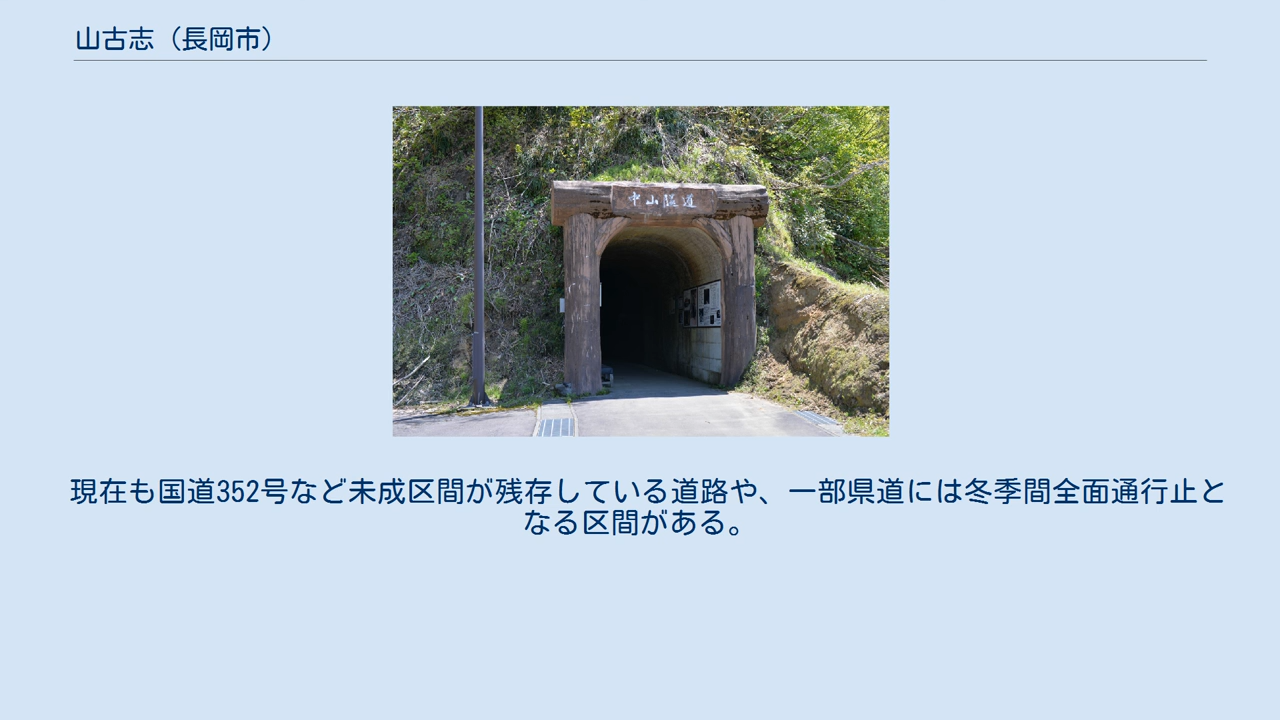 山古志（長岡市）
中山隧道
現在も国道352号など未成区間が残存している道路や、一部県道には冬季間全面通行止と
なる区間がある。